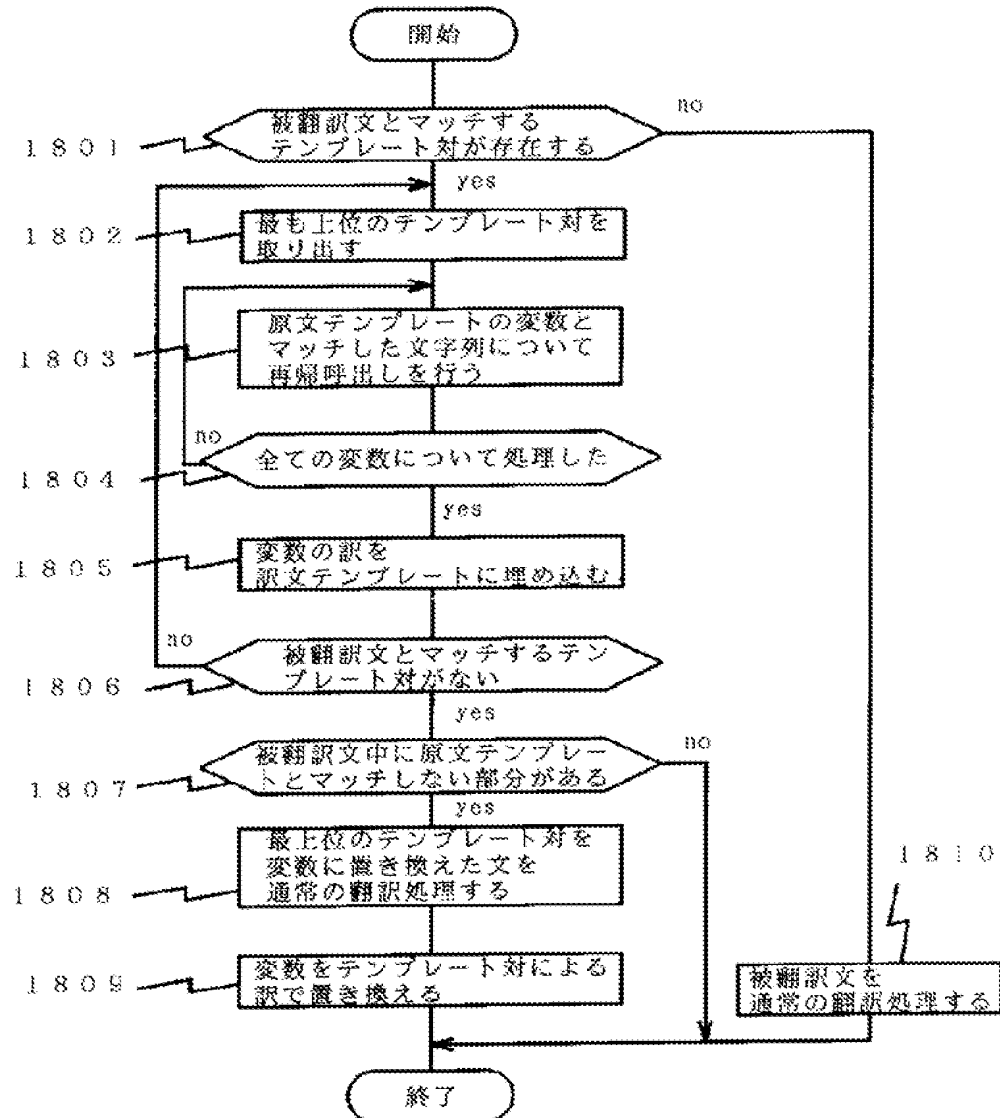 開始
no
1801
被翻訳文とマッチする
テンプレート対が存在する
yes
1802
最も上位のテンプレート対を
取り出す
1803
原文テンプレートの変数と
マッチした文字列について
再帰呼出しを行う
no
1804
全ての変数について処理した
yes
1805
変数の訳を
訳文テンプレートに埋め込む
no
1806
被翻訳文とマッチするテン
プレート対がない
yes
1807
被翻訳文中に原文テンプレー
トとマッチしない部分がある
no
yes
1808
最上位のテンプレート対を
変数に置き換えた文を
通常の翻訳処理する
1810
1809
変数をテンプレート対による
訳で置き換える
被翻訳文を
通常の翻訳処理する
終了